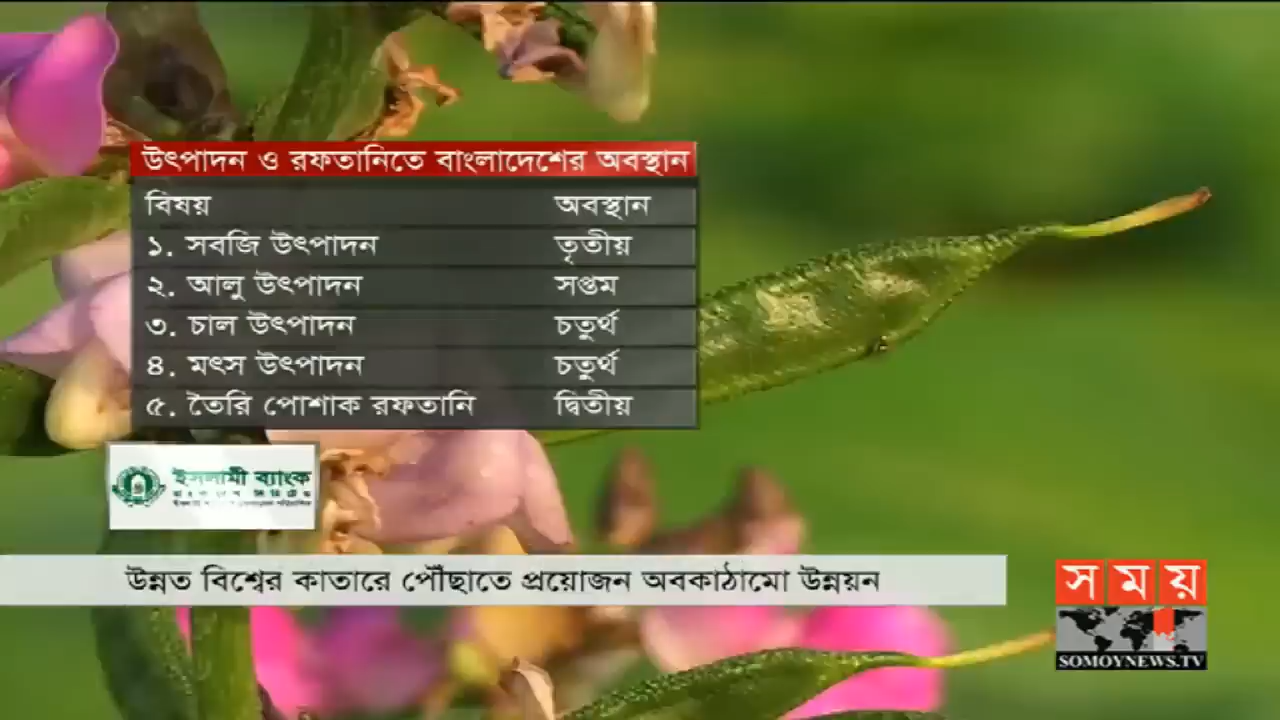 উৎপাদন ও রফতানিতে বাংলাদেশের অবস্থান
বিষয় অবস্থান
১. সবজি উৎপাদন তৃতীয়
২. আলু উৎপাদন সপ্তম
৩. চাল উৎপাদন চতুর্থ
৪. মৎস উৎপাদন চতুর্থ
৫. তৈরি পোশাক রফতানি দ্বিতীয়
ইসলামী ব্যাংক
উন্নত বিশ্বের কাতারে পৌঁছাতে প্রয়োজন অবকাঠামো উন্নয়ন
সময়
SOMOYNEWS.TV